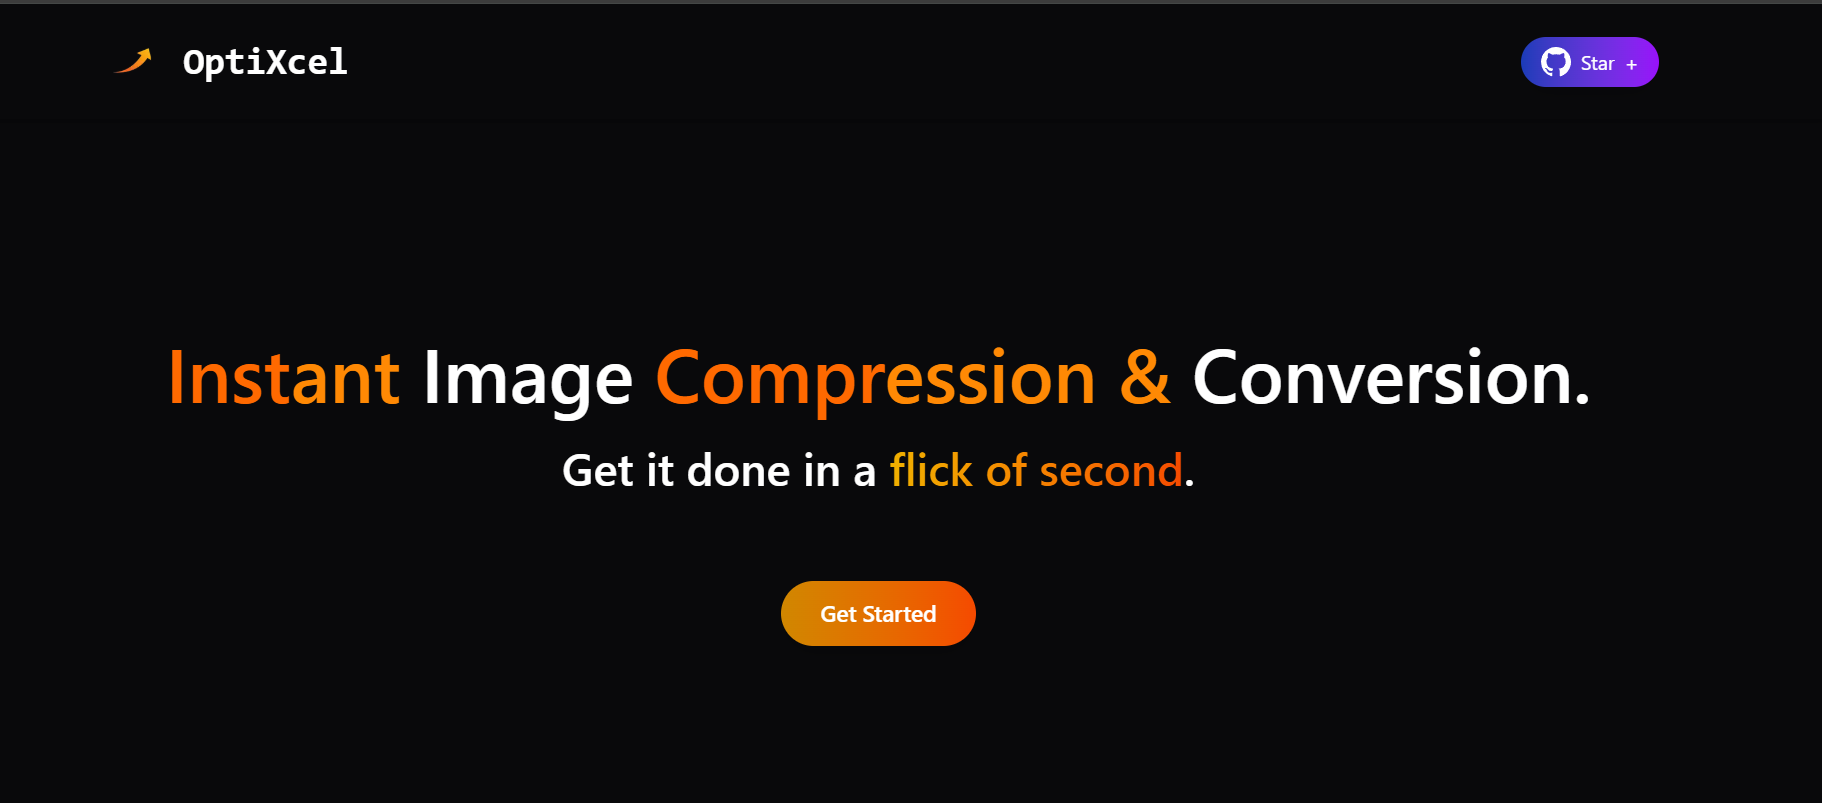 OptiXcel
Star +
Instant Image Compression & Conversion.
Get it done in a flick of second.
Get Started